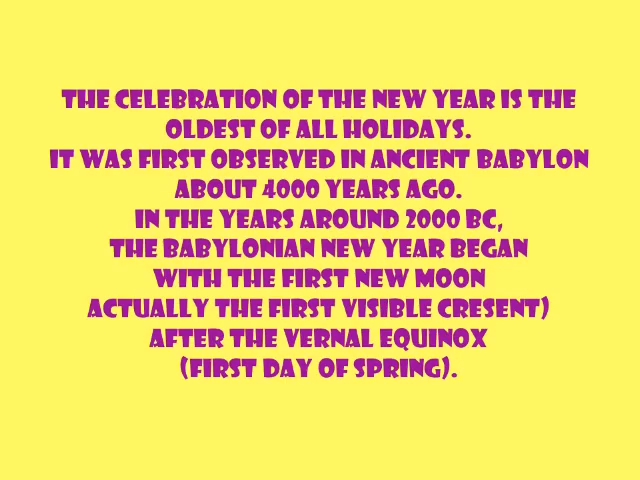 THE CELEBRATION OF THE NEW YEAR IS THE
OLDEST OF ALL HOLIDAYS.
IT WAS FIRST OBSERVED IN ANCIENT BABYLON
ABOUT 4000 YEARS AGO.
IN THE YEARS AROUND 2000 BC,
THE BABYLONIAN NEW YEAR BEGAN
WITH THE FIRST NEW MOON
ACTUALLY THE FIRST VISIBLE CRESENT)
AFTER THE VERNAL EQUINOX
(FIRST DAY OF SPRING).